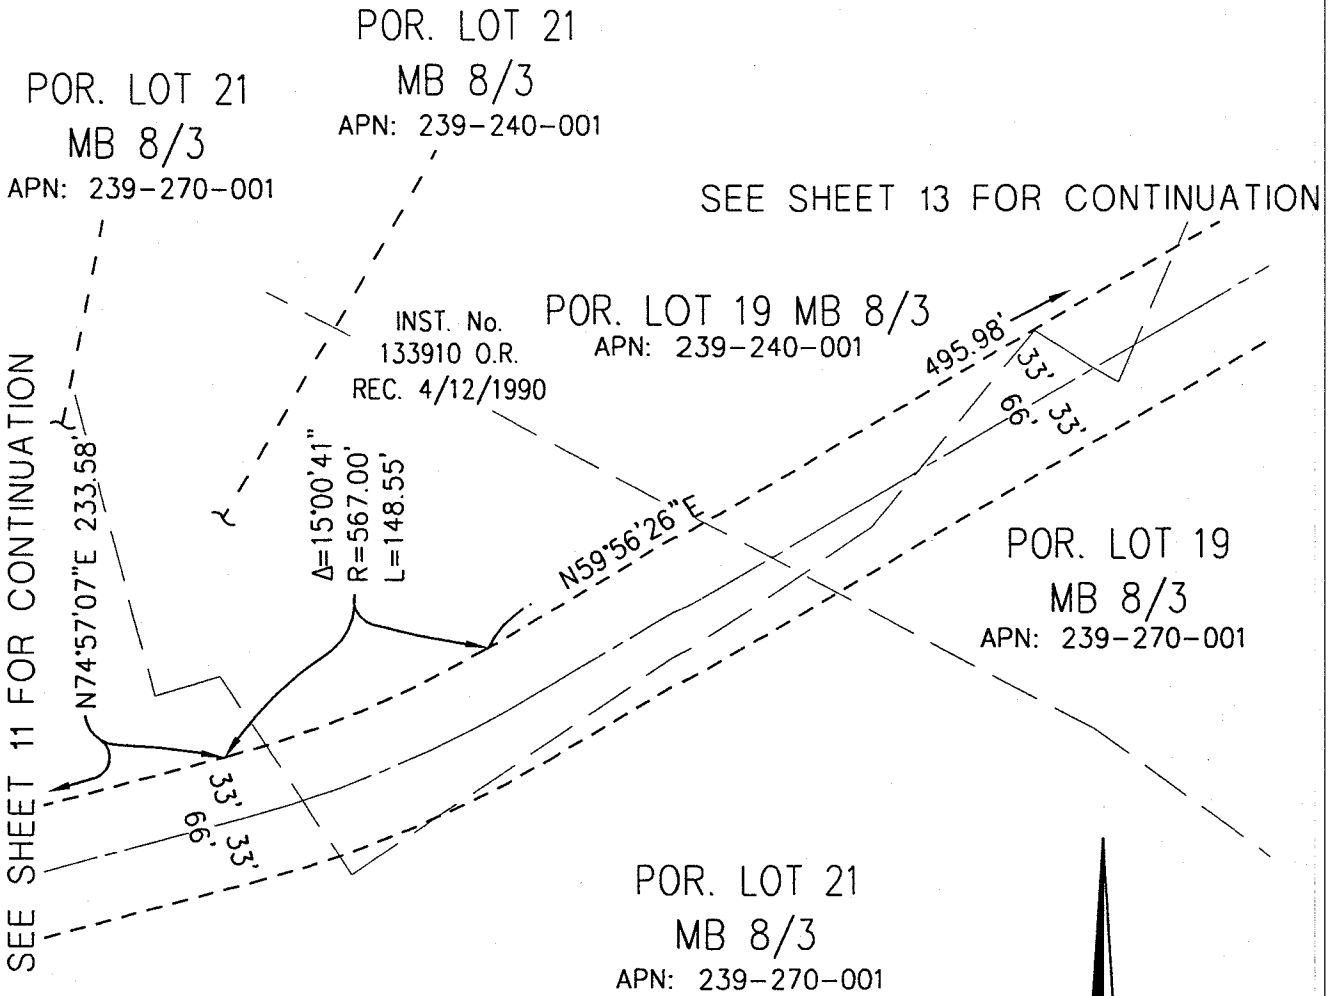 POR. LOT 21
MB 8/3
APN: 239-240-001
POR. LOT 21
MB 8/3
APN: 239-270-001
SEE SHEET 13 FOR CONTINUATION
INST. No.
133910 O.R.
REC. 4/12/1990
POR. LOT 19 MB 8/3
APN: 239-240-001
495.98'
33'
66'
33'
SEE SHEET 11 FOR CONTINUATION
N74°57'07"E 233.58'
Δ=15°00'41"
R=567.00'
L=148.55'
N59°56'26"E
POR. LOT 19
MB 8/3
APN: 239-270-001
33'
66'
33'
POR. LOT 21
MB 8/3
APN: 239-270-001